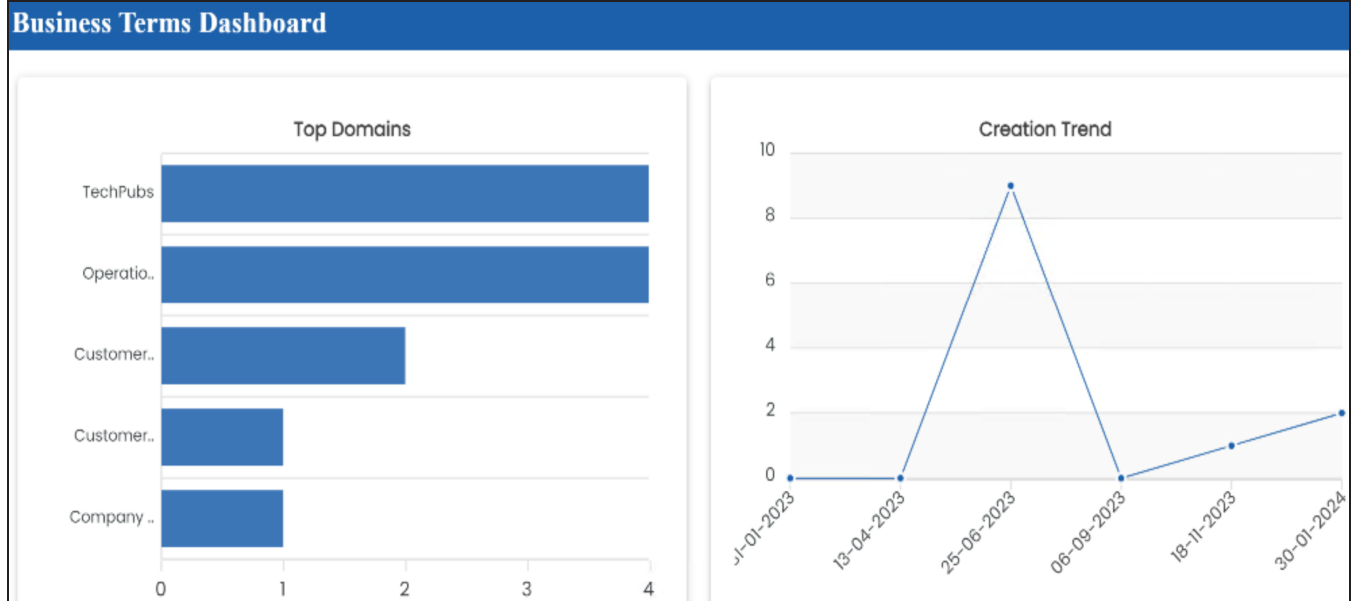 Business Terms Dashboard
Top Domains
TechPubs
Operatio..
Customer..
Customer..
Company ..
0 1 2 3 4
Creation Trend
10
8
6
4
2
0
13-04-2023
25-06-2023
06-09-2023
18-11-2023
30-01-2024